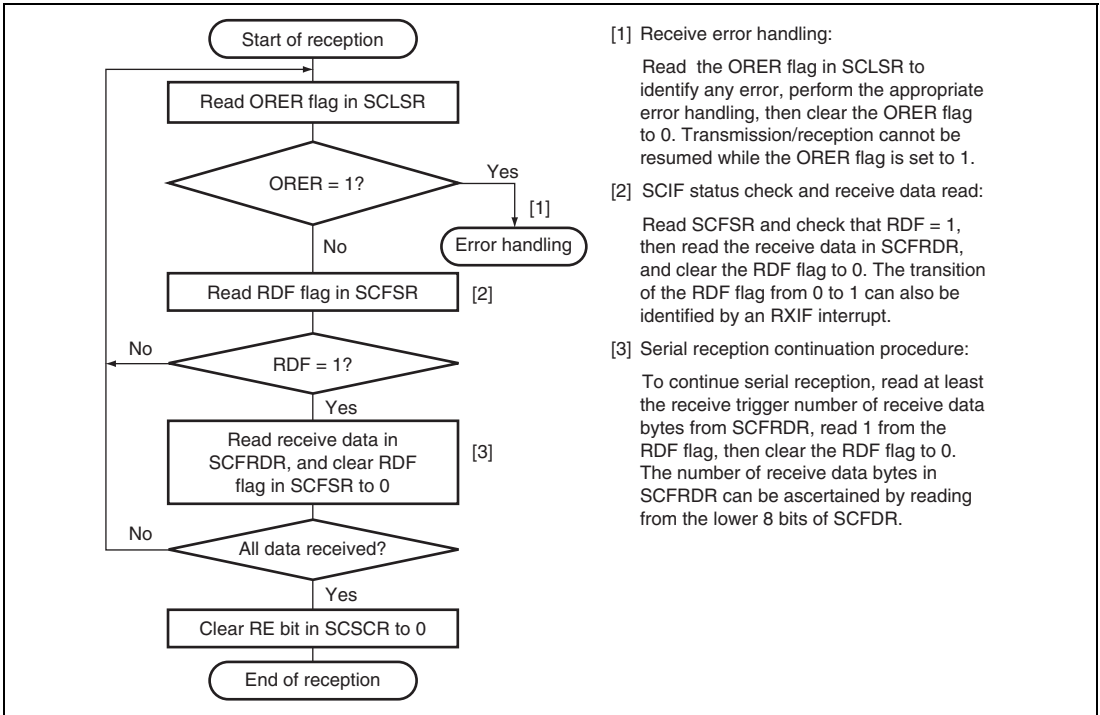 Start of reception
Read ORER flag in SCLSR
ORER = 1?
Yes
[1]
Error handling
No
Read RDF flag in SCFSR
[2]
No
RDF = 1?
Yes
Read receive data in
SCFRDR, and clear RDF
flag in SCFSR to 0
[3]
No
All data received?
Yes
Clear RE bit in SCSCR to 0
End of reception
[1] Receive error handling:
Read the ORER flag in SCLSR to
identify any error, perform the appropriate
error handling, then clear the ORER flag
to 0. Transmission/reception cannot be
resumed while the ORER flag is set to 1.
[2] SCIF status check and receive data read:
Read SCFSR and check that RDF = 1,
then read the receive data in SCFRDR,
and clear the RDF flag to 0. The transition
of the RDF flag from 0 to 1 can also be
identified by an RXIF interrupt.
[3] Serial reception continuation procedure:
To continue serial reception, read at least
the receive trigger number of receive data
bytes from SCFRDR, read 1 from the
RDF flag, then clear the RDF flag to 0.
The number of receive data bytes in
SCFRDR can be ascertained by reading
from the lower 8 bits of SCFDR.